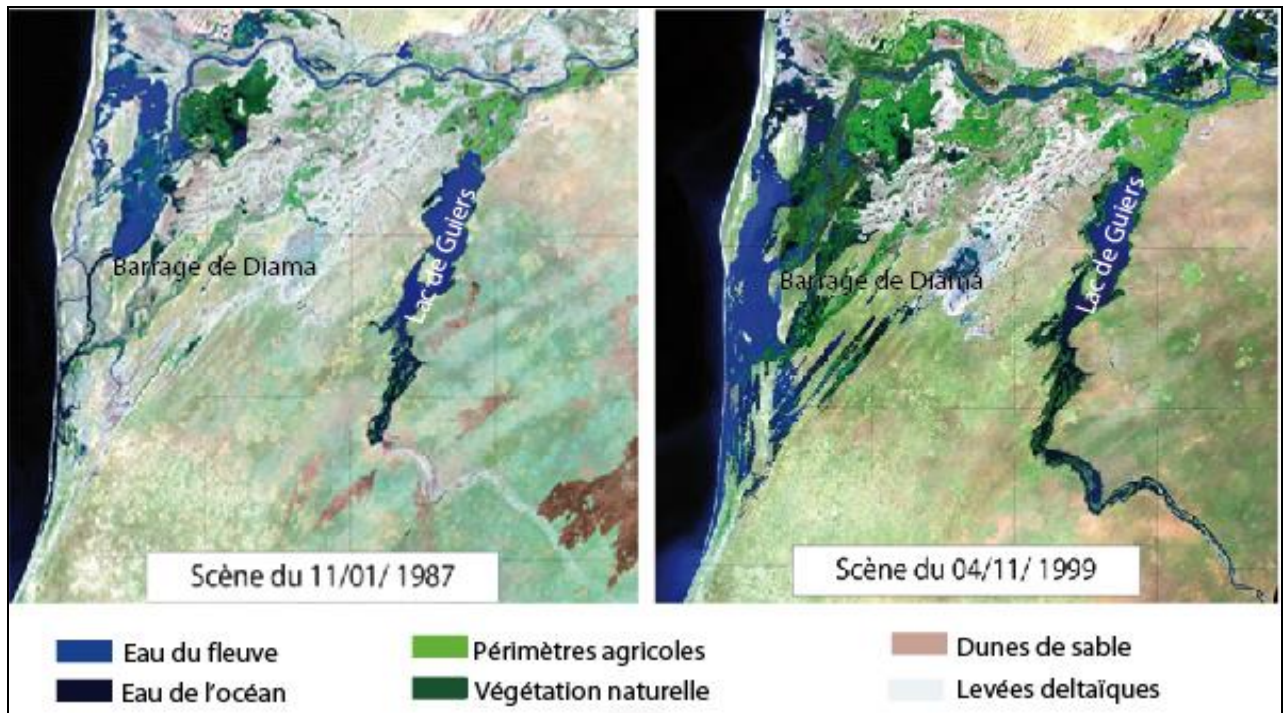 Barrage de Diama
Lac de Guiers
Scène du 11/01/ 1987
Barrage de Diama
Lac de Guiers
Scène du 04/11/ 1999
Eau du fleuve
Périmètres agricoles
Dunes de sable
Eau de l'océan
Végétation naturelle
Levées deltaïques